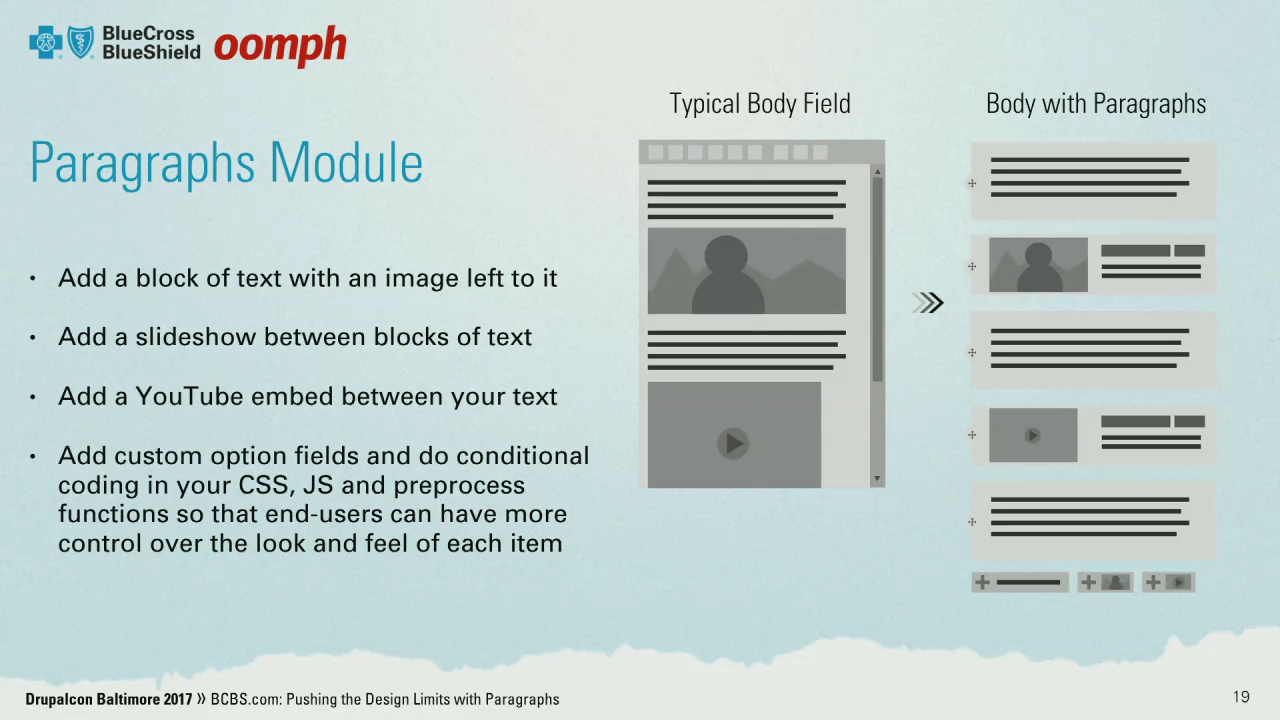 BlueCross
BlueShield
oomph
Typical Body Field
Body with Paragraphs
Paragraphs Module
• Add a block of text with an image left to it
• Add a slideshow between blocks of text
• Add a YouTube embed between your text
• Add custom option fields and do conditional
coding in your CSS, JS and preprocess
functions so that end-users can have more
control over the look and feel of each item
Drupalcon Baltimore 2017 » BCBS.com: Pushing the Design Limits with Paragraphs
19